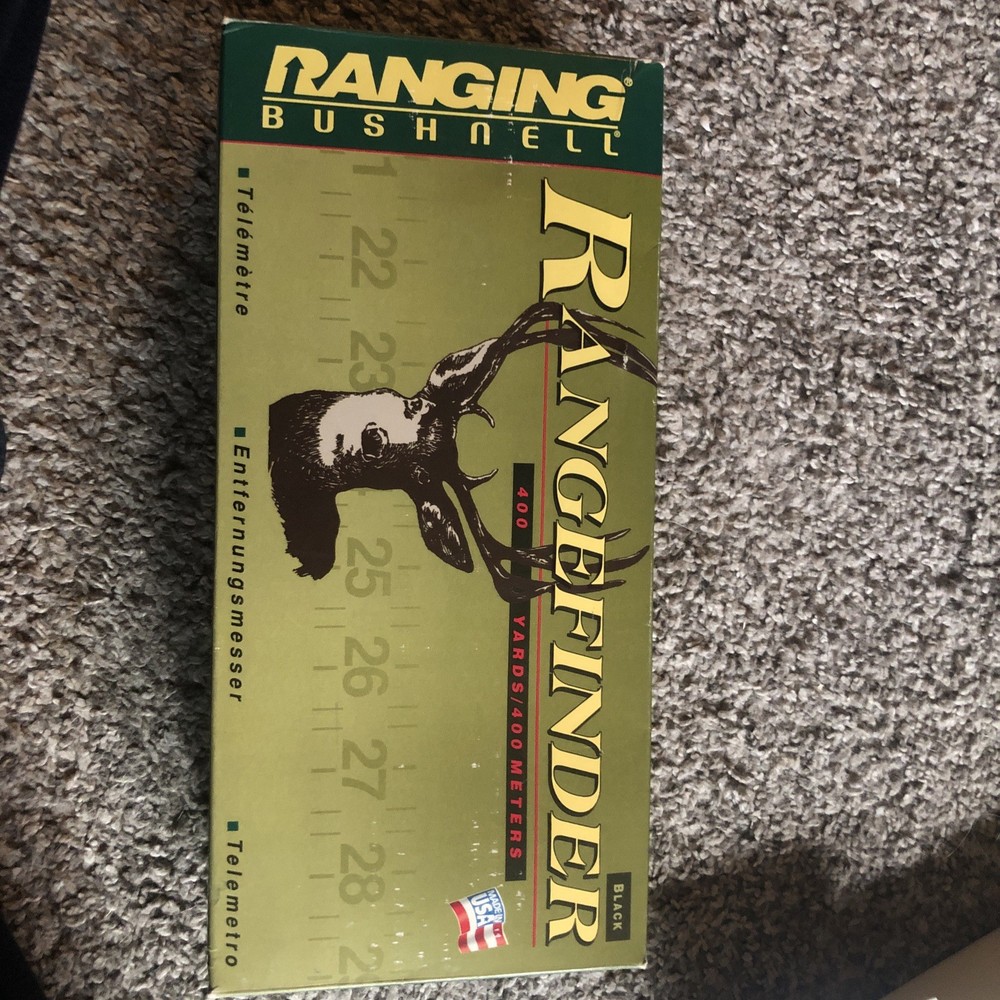 RANGING®
BUSHNELL®
RANGEFINDER
BLACK
400 YARDS/400 METERS
1 22 23 25 26 27 28 2
MADE IN
USA
■ Télémètre ■ Entfernungsmesser ■ Telemetro